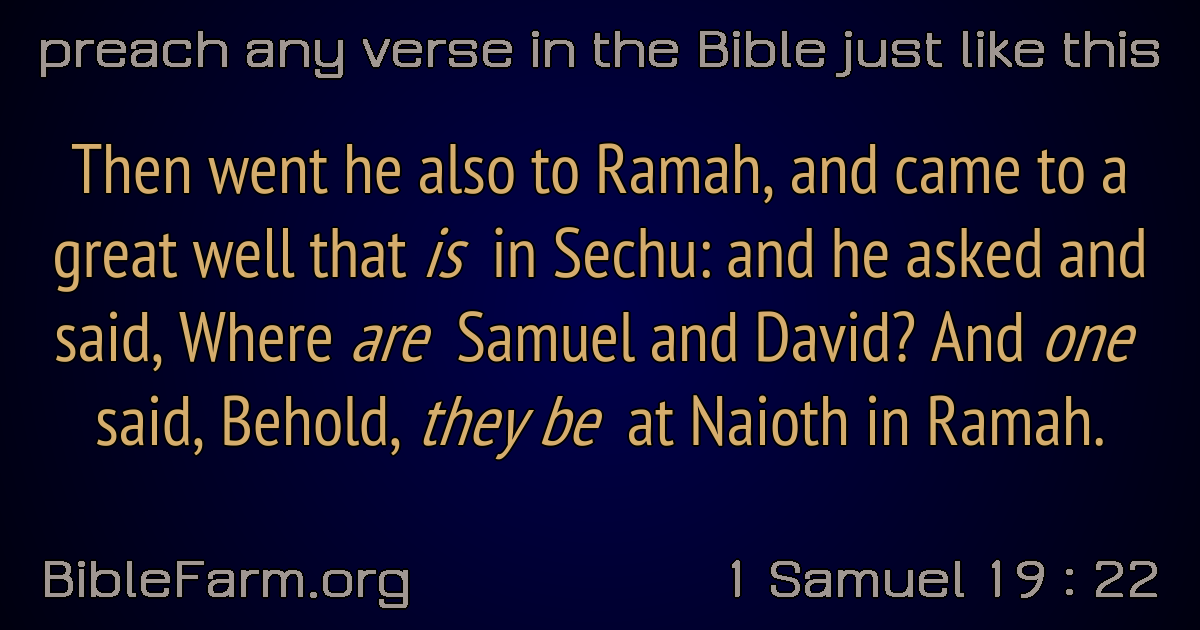 preach any verse in the Bible just like this
Then went he also to Ramah, and came to a
great well that is in Sechu: and he asked and
said, Where are Samuel and David? And one
said, Behold, they be at Naioth in Ramah.
BibleFarm.org
1 Samuel 19 : 22